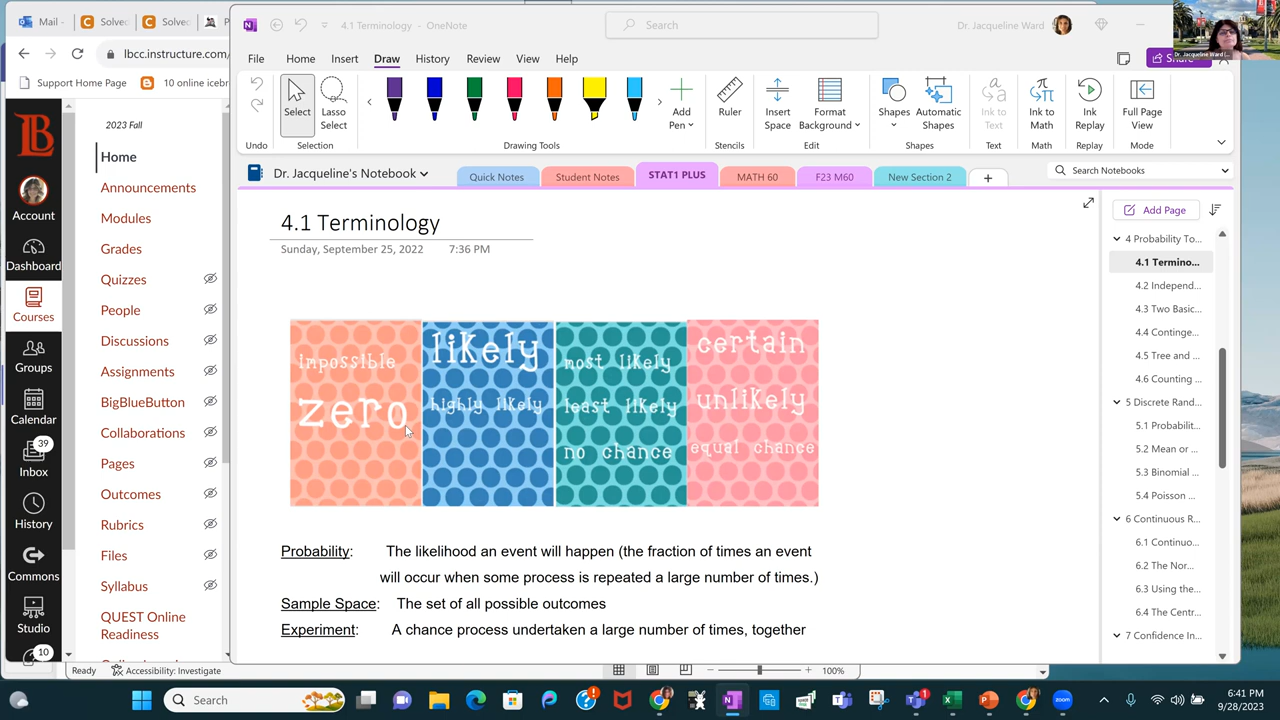 Mail -
Solvec
Solvec
P
4.1 Terminology - OneNote
Search
Dr. Jacqueline Ward
lbcc.instructure.com/
Support Home Page
10 online icebr
File
Home
Insert
Draw
History
Review
View
Help
Share
Select
Lasso Select
Add Pen
Ruler
Insert Space
Format Background
Shapes
Automatic Shapes
Ink to Text
Ink to Math
Ink Replay
Full Page View
Undo
Selection
Drawing Tools
Stencils
Edit
Shapes
Text
Math
Replay
Mode
Dr. Jacqueline's Notebook
Quick Notes
Student Notes
STAT1 PLUS
MATH 60
F23 M60
New Section 2
Search Notebooks
Account
Dashboard
Courses
Groups
Calendar
39
Inbox
History
Commons
Studio
10
2023 Fall
Home
Announcements
Modules
Grades
Quizzes
People
Discussions
Assignments
BigBlueButton
Collaborations
Pages
Outcomes
Rubrics
Files
Syllabus
QUEST Online
Readiness
4.1 Terminology
Sunday, September 25, 2022 7:36 PM
impossible
zero
likely
highly likely
most likely
least likely
no chance
certain
unlikely
equal chance
Probability: The likelihood an event will happen (the fraction of times an event
will occur when some process is repeated a large number of times.)
Sample Space: The set of all possible outcomes
Experiment: A chance process undertaken a large number of times, together
Add Page
4 Probability To...
4.1 Termino...
4.2 Independ...
4.3 Two Basic...
4.4 Continge...
4.5 Tree and ...
4.6 Counting ...
5 Discrete Rand...
5.1 Probabilit...
5.2 Mean or ...
5.3 Binomial ...
5.4 Poisson ...
6 Continuous R...
6.1 Continuo...
6.2 The Nor...
6.3 Using the...
6.4 The Centr...
7 Confidence In...
Ready
Accessibility: Investigate
100%
Search
6:41 PM
9/28/2023